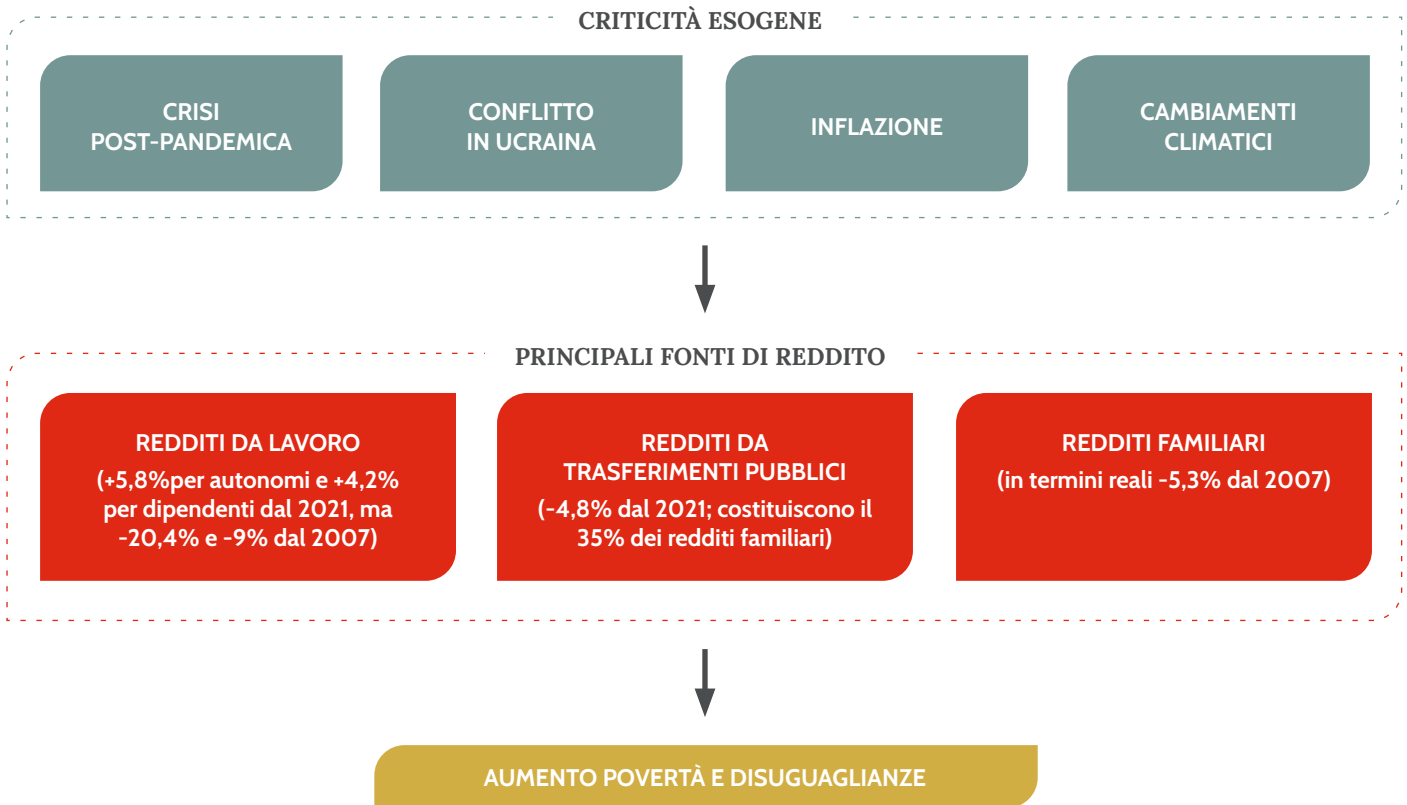 CRITICITÀ ESOGENE
CRISI
POST-PANDEMICA
CONFLITTO
IN UCRAINA
INFLAZIONE
CAMBIAMENTI
CLIMATICI
PRINCIPALI FONTI DI REDDITO
REDDITI DA LAVORO
(+5,8%per autonomi e +4,2%
per dipendenti dal 2021, ma
-20,4% e -9% dal 2007)
REDDITI DA
TRASFERIMENTI PUBBLICI
(-4,8% dal 2021; costituiscono il
35% dei redditi familiari)
REDDITI FAMILIARI
(in termini reali -5,3% dal 2007)
AUMENTO POVERTÀ E DISUGUAGLIANZE